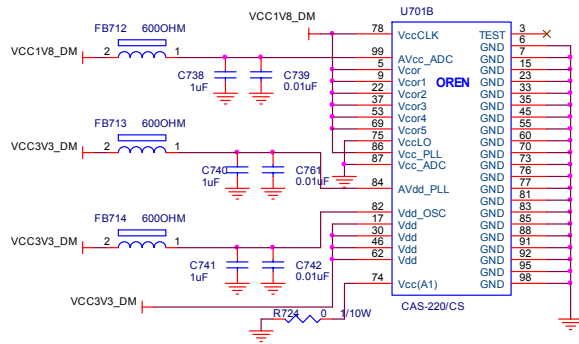 U701B
FB712 600OHM
VCC1V8_DM
78 VccCLK TEST 3
GND 6
VCC1V8_DM 2 1 99 AVcc_ADC GND 7
5 Vcor GND 15
9 Vcor1 OREN GND 23
22 Vcor2 GND 33
37 Vcor3 GND 35
53 Vcor4 GND 45
69 Vcor5 GND 55
75 VccLO GND 60
86 Vcc_PLL GND 70
87 Vcc_ADC GND 73
GND 76
84 AVdd_PLL GND 77
GND 81
82 Vdd_OSC GND 83
17 Vdd GND 85
30 Vdd GND 88
46 Vdd GND 91
62 Vdd GND 92
GND 95
74 Vcc(A1) GND 98
CAS-220/CS
C738
1uF
C739
0.01uF
FB713 600OHM
VCC3V3_DM 2 1
C740
1uF
C761
0.01uF
FB714 600OHM
VCC3V3_DM 2 1
C741
1uF
C742
0.01uF
VCC3V3_DM
R724 0 1/10W